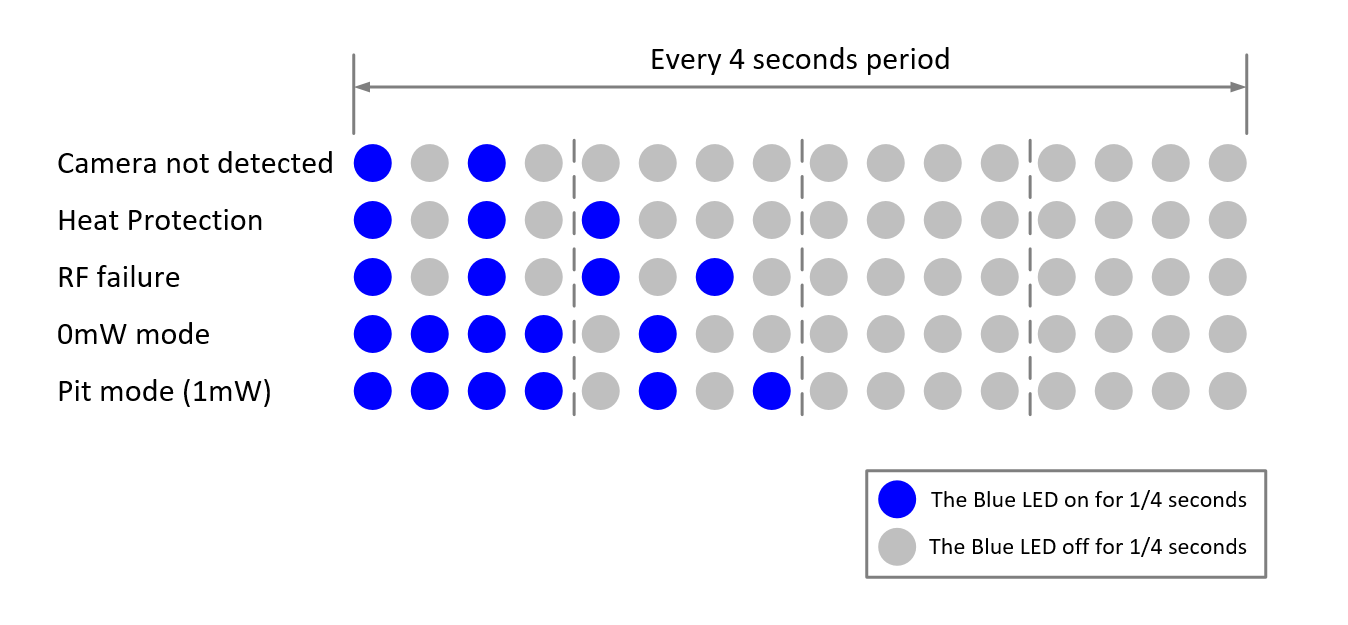 Every 4 seconds period
Camera not detected
Heat Protection
RF failure
0mW mode
Pit mode (1mW)
The Blue LED on for 1/4 seconds
The Blue LED off for 1/4 seconds